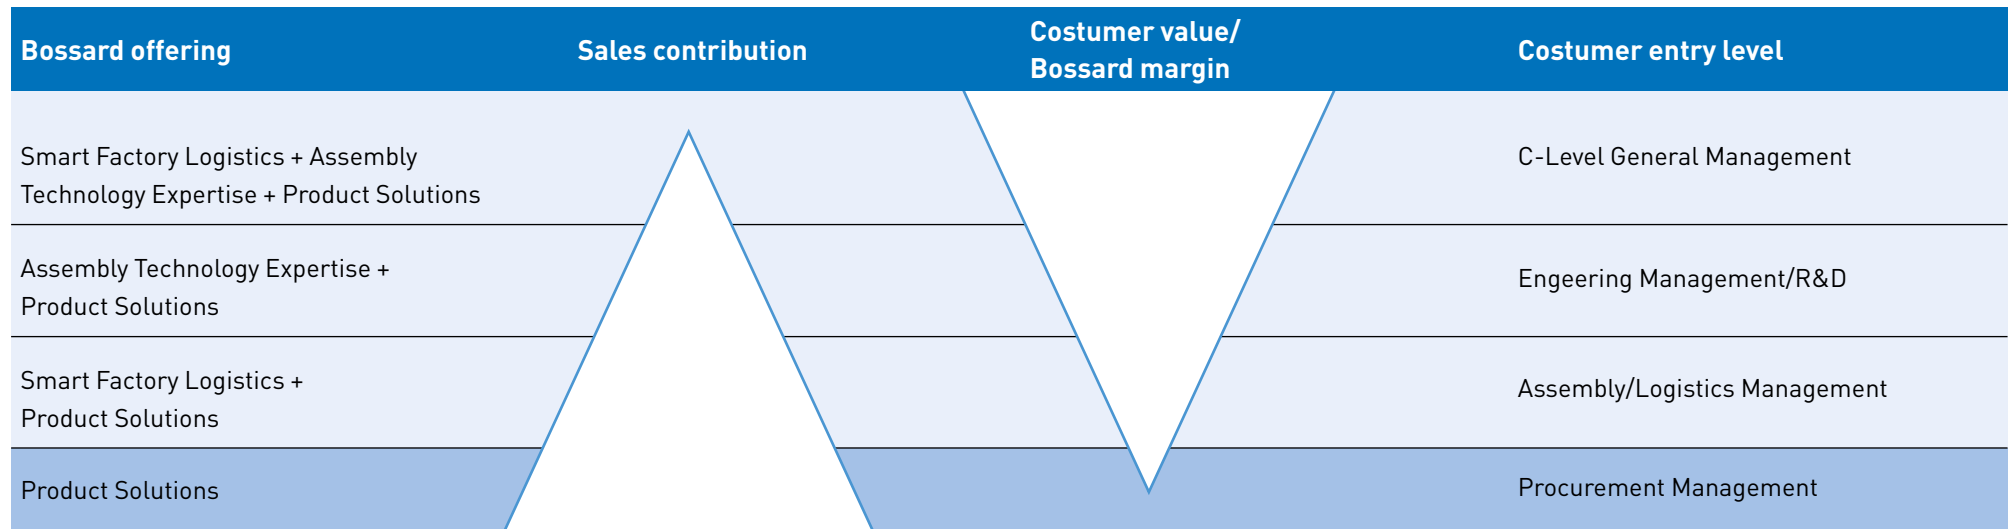 Bossard offering
Sales contribution
Costumer value/
Bossard margin
Costumer entry level
Smart Factory Logistics + Assembly
Technology Expertise + Product Solutions
C-Level General Management
Assembly Technology Expertise +
Product Solutions
Engeering Management/R&D
Smart Factory Logistics +
Product Solutions
Assembly/Logistics Management
Product Solutions
Procurement Management